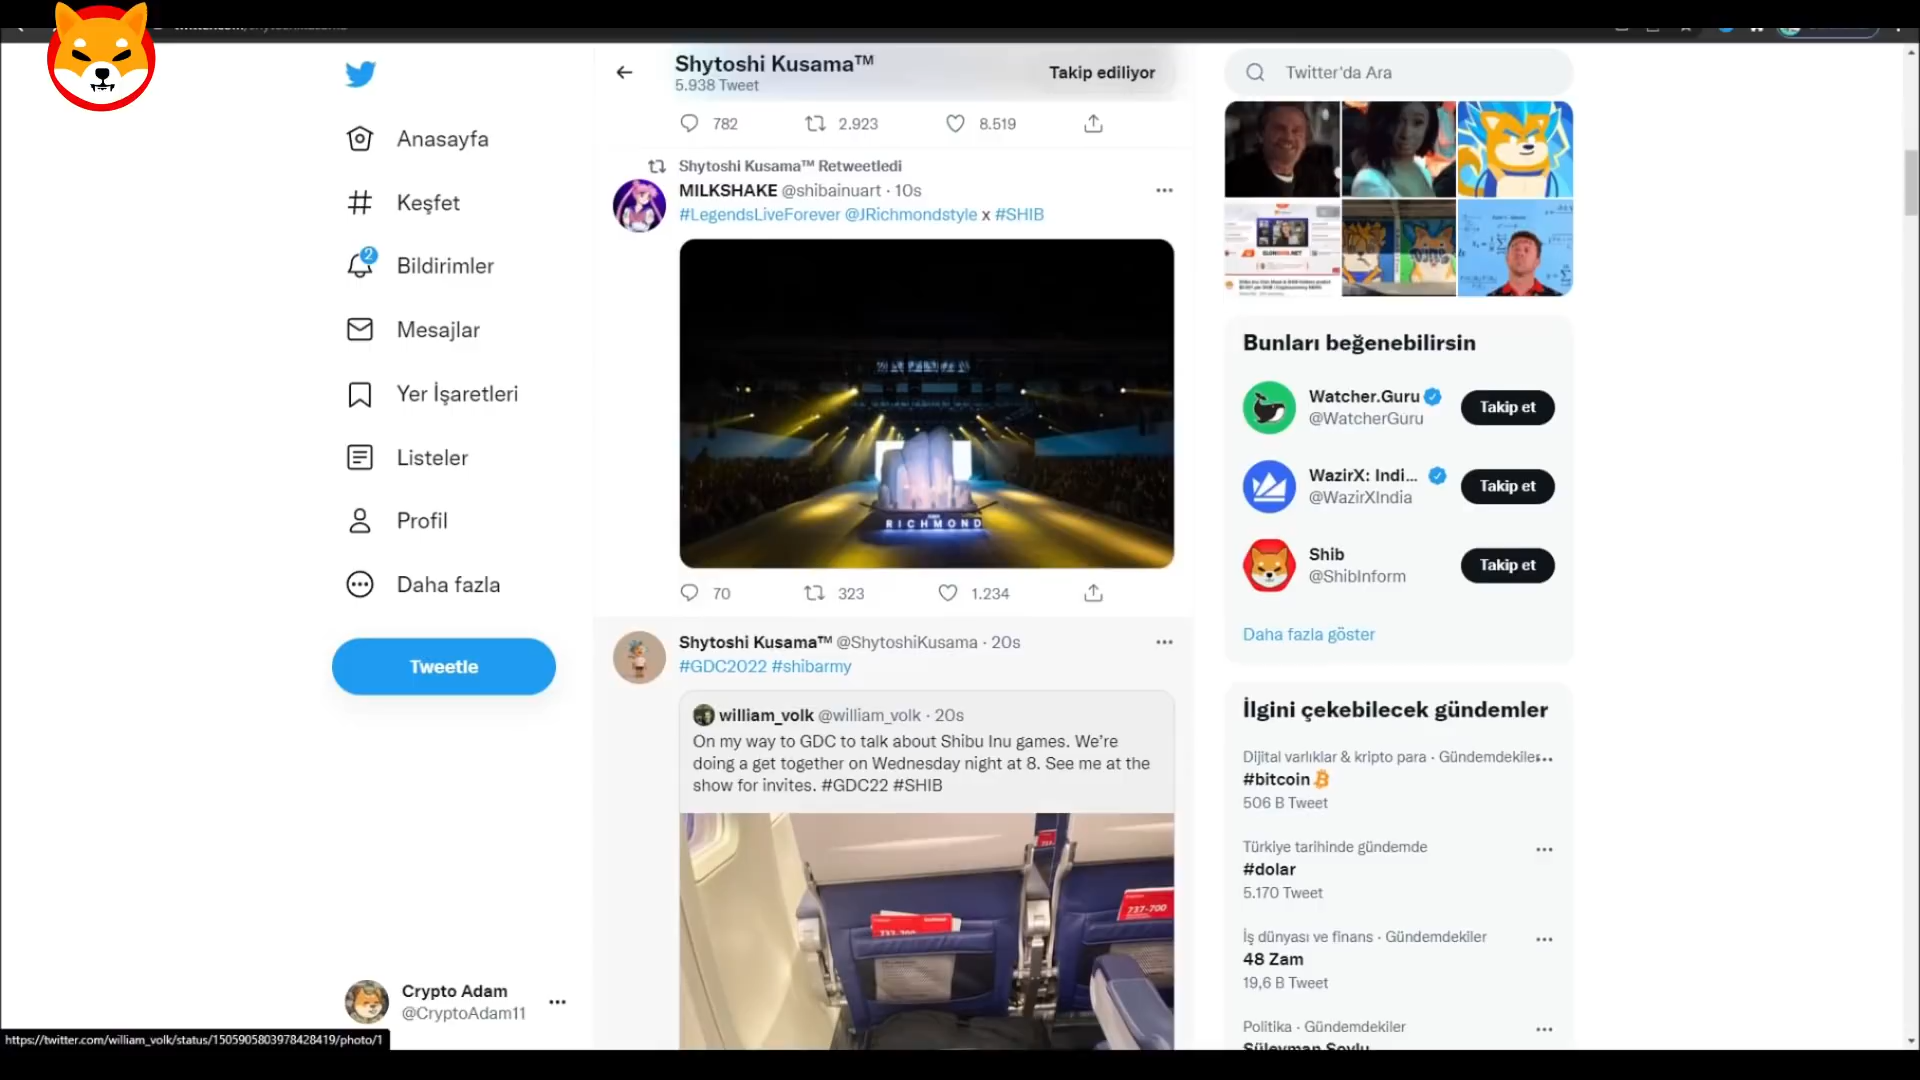 Anasayfa
Keşfet
2
Bildirimler
Mesajlar
Yer İşaretleri
Listeler
Profil
Daha fazla
Tweetle
Crypto Adam
@CryptoAdam11
https://twitter.com/william_volk/status/1505905803978428419/photo/1
Shytoshi Kusama™
5.938 Tweet
Takip ediliyor
782 2.923 8.519
Shytoshi Kusama™ Retweetledi
MILKSHAKE @shibainuart · 10s
#LegendsLiveForever @JRichmondstyle x #SHIB
RICHMOND
70 323 1.234
Shytoshi Kusama™ @ShytoshiKusama · 20s
#GDC2022 #shibarmy
william_volk @william_volk · 20s
On my way to GDC to talk about Shibu Inu games. We're
doing a get together on Wednesday night at 8. See me at the
show for invites. #GDC22 #SHIB
737-700
737-700
Twitter'da Ara
Bunları beğenebilirsin
Watcher.Guru
@WatcherGuru
Takip et
WazirX: Indi...
@WazirXIndia
Takip et
Shib
@ShibInform
Takip et
Daha fazla göster
İlgini çekebilecek gündemler
Dijital varlıklar & kripto para · Gündemdekiler
#bitcoin
506 B Tweet
Türkiye tarihinde gündemde
#dolar
5.170 Tweet
İş dünyası ve finans · Gündemdekiler
48 Zam
19,6 B Tweet
Politika · Gündemdekiler
Süleyman Soylu